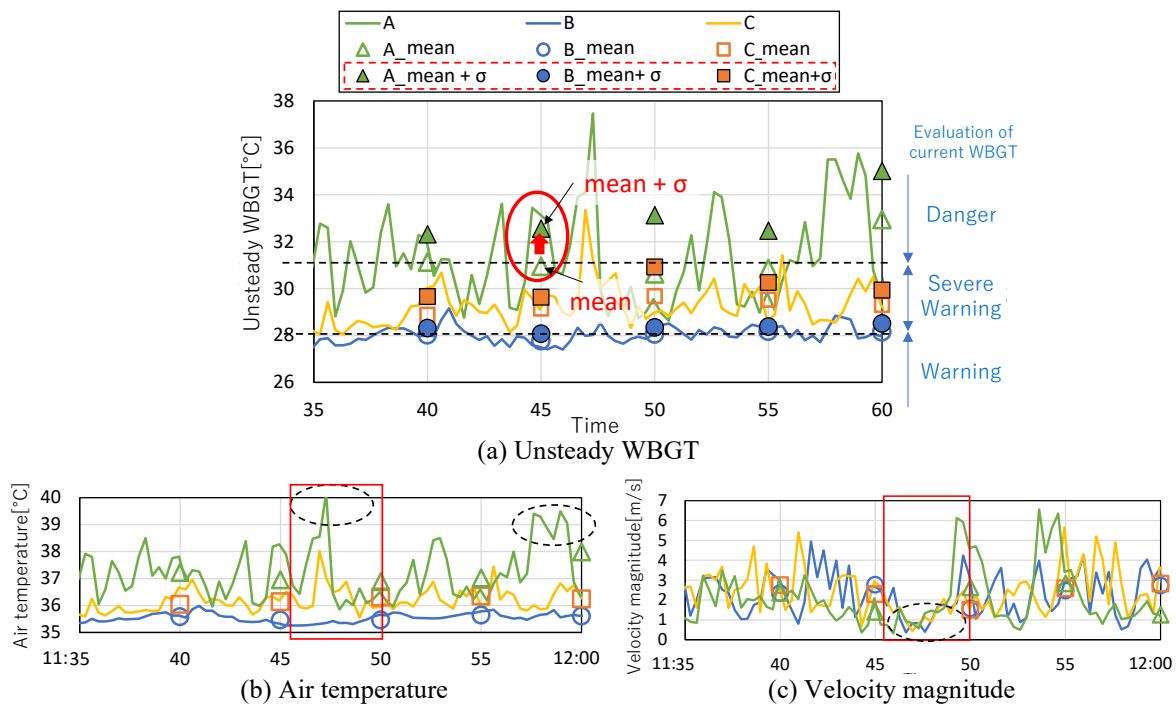 A B C
A_mean B_mean C_mean
A_mean + σ B_mean+ σ C_mean+σ
Unsteady WBGT[°C]
38
36
34
32
30
28
26
35 40 45 50 55 60
Time
mean + σ
mean
Evaluation of
current WBGT
Danger
Severe
Warning
Warning
(a) Unsteady WBGT
Air temperature[°C]
40
39
38
37
36
35
11:35 40 45 50 55 12:00
(b) Air temperature
Velocity magnitude[m/s]
7
6
5
4
3
2
1
0
11:35 40 45 50 55 12:00
(c) Velocity magnitude